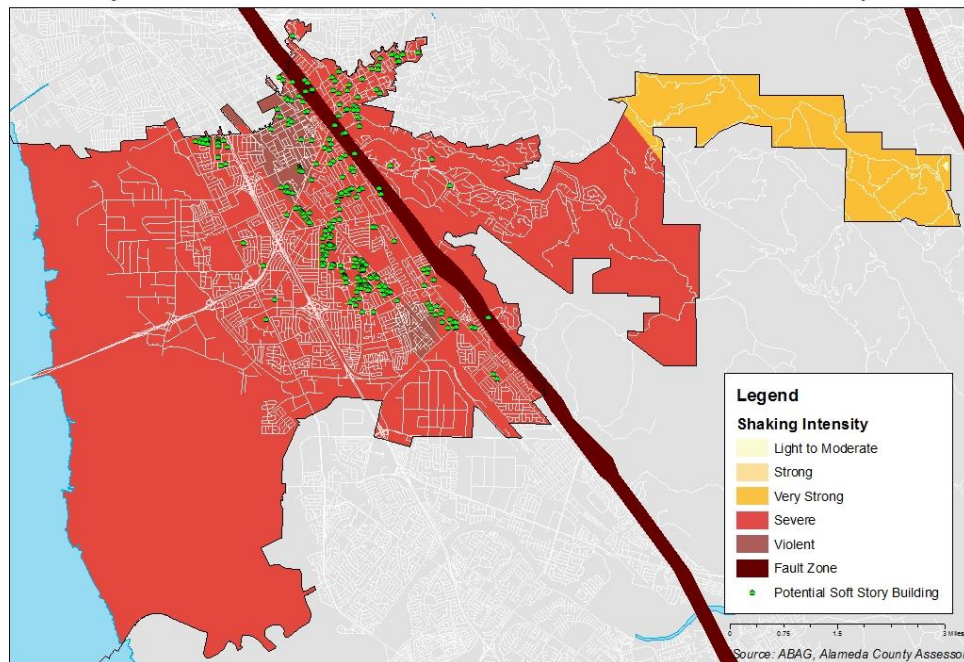 Legend
Shaking Intensity
Light to Moderate
Strong
Very Strong
Severe
Violent
Fault Zone
Potential Soft Story Building
0 0.75 1.5 3 Miles
Source: ABAG, Alameda County Assessor